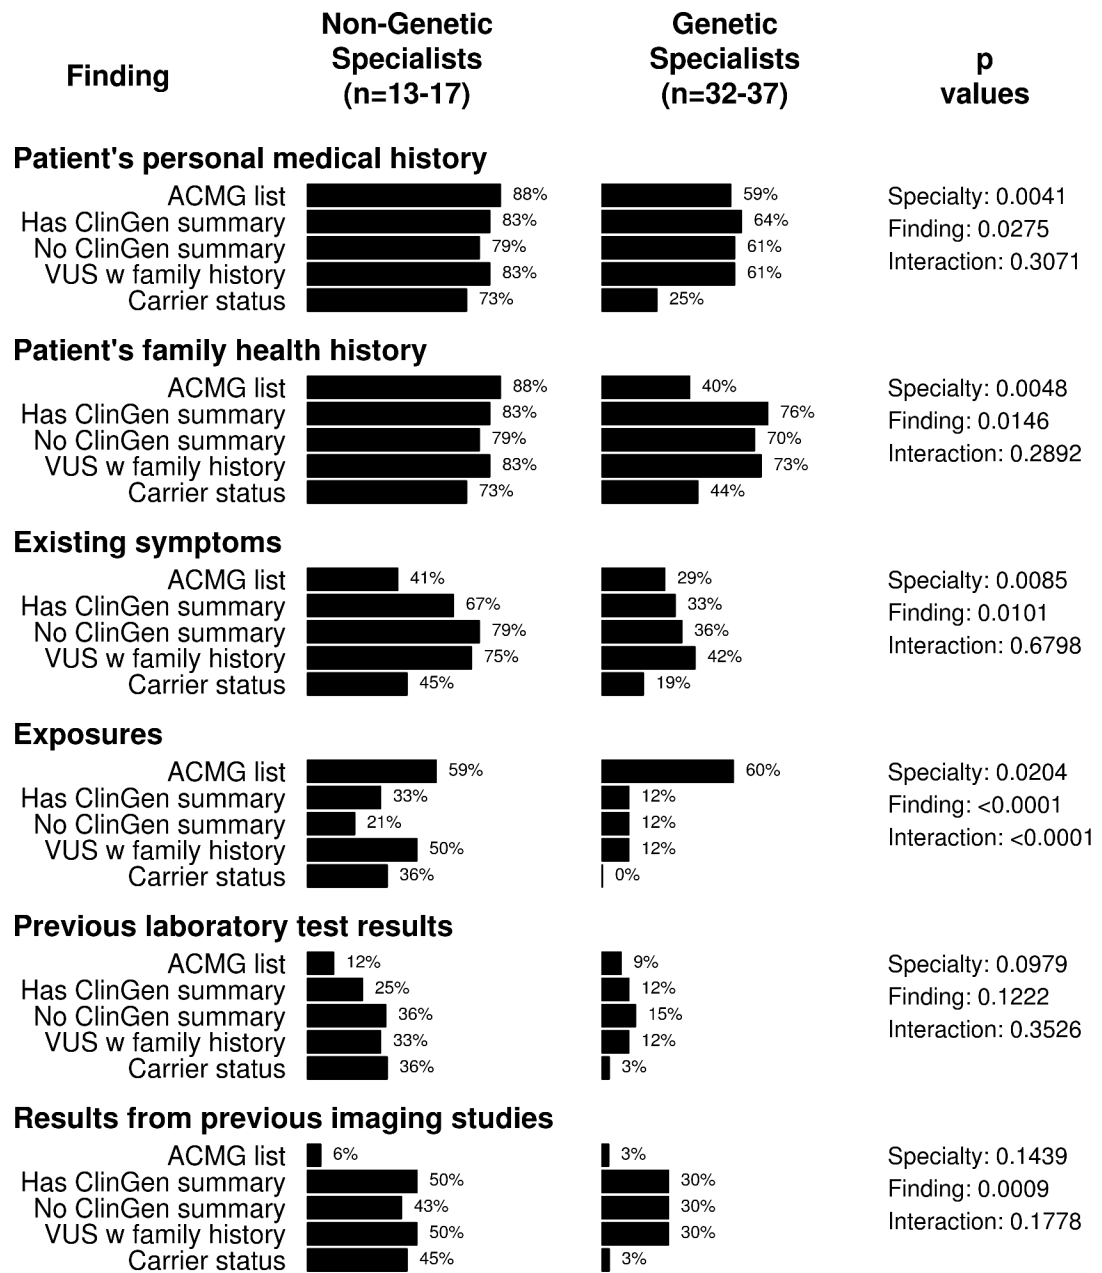 Finding
Non-Genetic
Specialists
(n=13-17)
Genetic
Specialists
(n=32-37)
p
values
Patient's personal medical history
ACMG list 88% 59% Specialty: 0.0041
Has ClinGen summary 83% 64% Finding: 0.0275
No ClinGen summary 79% 61% Interaction: 0.3071
VUS w family history 83% 61%
Carrier status 73% 25%
Patient's family health history
ACMG list 88% 40% Specialty: 0.0048
Has ClinGen summary 83% 76% Finding: 0.0146
No ClinGen summary 79% 70% Interaction: 0.2892
VUS w family history 83% 73%
Carrier status 73% 44%
Existing symptoms
ACMG list 41% 29% Specialty: 0.0085
Has ClinGen summary 67% 33% Finding: 0.0101
No ClinGen summary 79% 36% Interaction: 0.6798
VUS w family history 75% 42%
Carrier status 45% 19%
Exposures
ACMG list 59% 60% Specialty: 0.0204
Has ClinGen summary 33% 12% Finding: <0.0001
No ClinGen summary 21% 12% Interaction: <0.0001
VUS w family history 50% 12%
Carrier status 36% 0%
Previous laboratory test results
ACMG list 12% 9% Specialty: 0.0979
Has ClinGen summary 25% 12% Finding: 0.1222
No ClinGen summary 36% 15% Interaction: 0.3526
VUS w family history 33% 12%
Carrier status 36% 3%
Results from previous imaging studies
ACMG list 6% 3% Specialty: 0.1439
Has ClinGen summary 50% 30% Finding: 0.0009
No ClinGen summary 43% 30% Interaction: 0.1778
VUS w family history 50% 30%
Carrier status 45% 3%